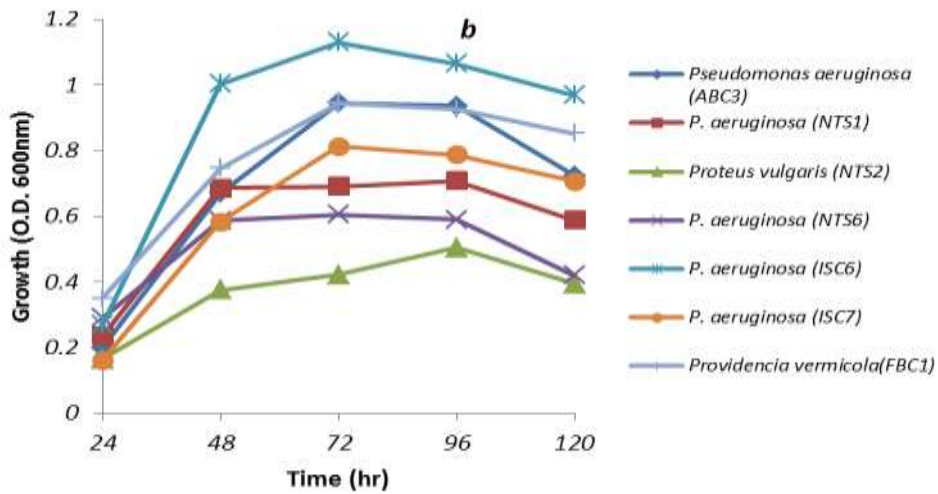 b
1.2
1
0.8
0.6
0.4
0.2
0
24 48 72 96 120
Growth (O.D. 600nm)
Time (hr)
Pseudomonas aeruginosa
(ABC3)
P. aeruginosa (NTS1)
Proteus vulgaris (NTS2)
P. aeruginosa (NTS6)
P. aeruginosa (ISC6)
P. aeruginosa (ISC7)
Providencia vermicola(FBC1)